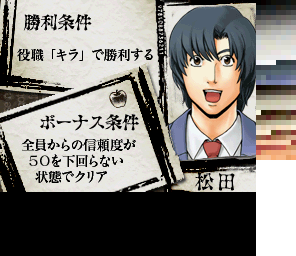 勝利条件
役職「キラ」で勝利する
ボーナス条件
全員からの信頼度が
50を下回らない
状態でクリア
松田